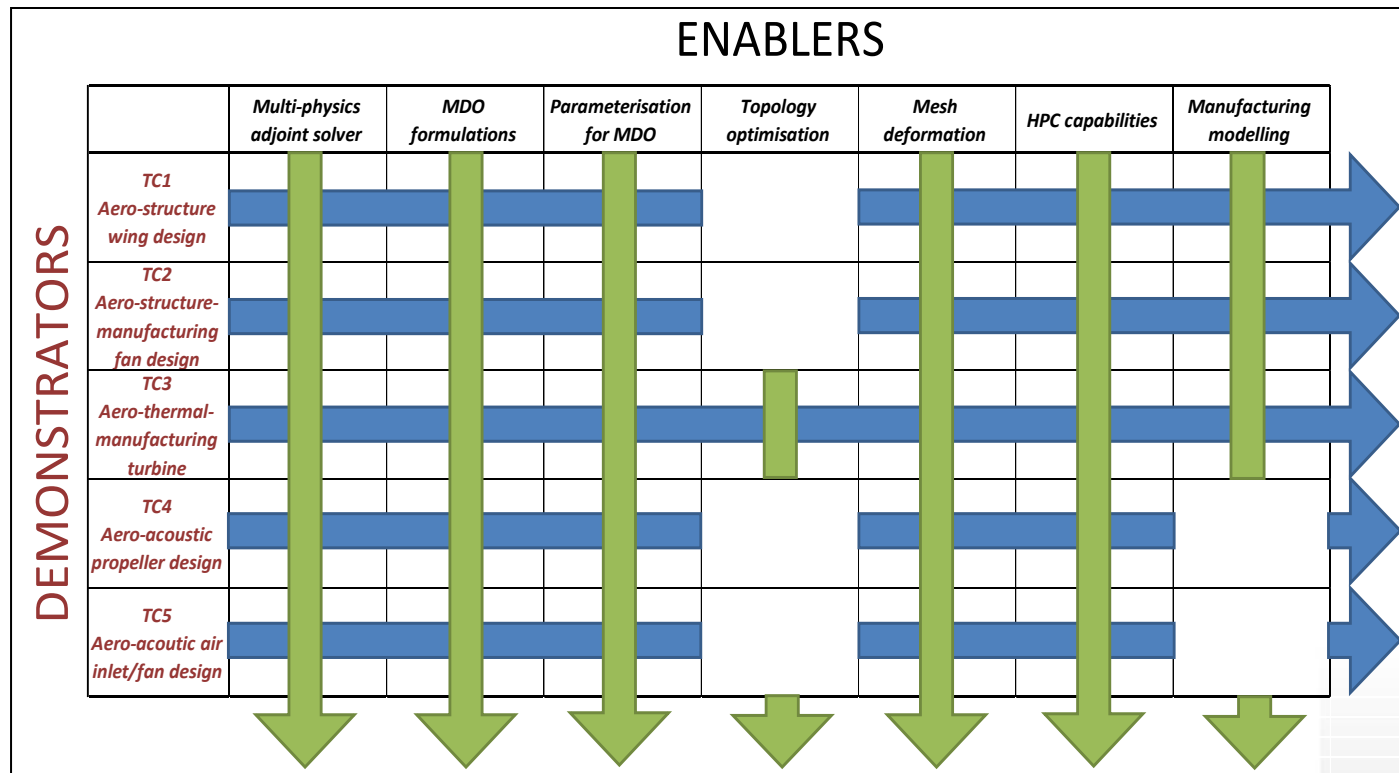 ENABLERS
Multi-physics
adjoint solver
MDO
formulations
Parameterisation
for MDO
Topology
optimisation
Mesh
deformation
HPC capabilities
Manufacturing
modelling
DEMONSTRATORS
TC1
Aero-structure
wing design
TC2
Aero-structure-
manufacturing
fan design
TC3
Aero-thermal-
manufacturing
turbine
TC4
Aero-acoustic
propeller design
TC5
Aero-acoutic air
inlet/fan design